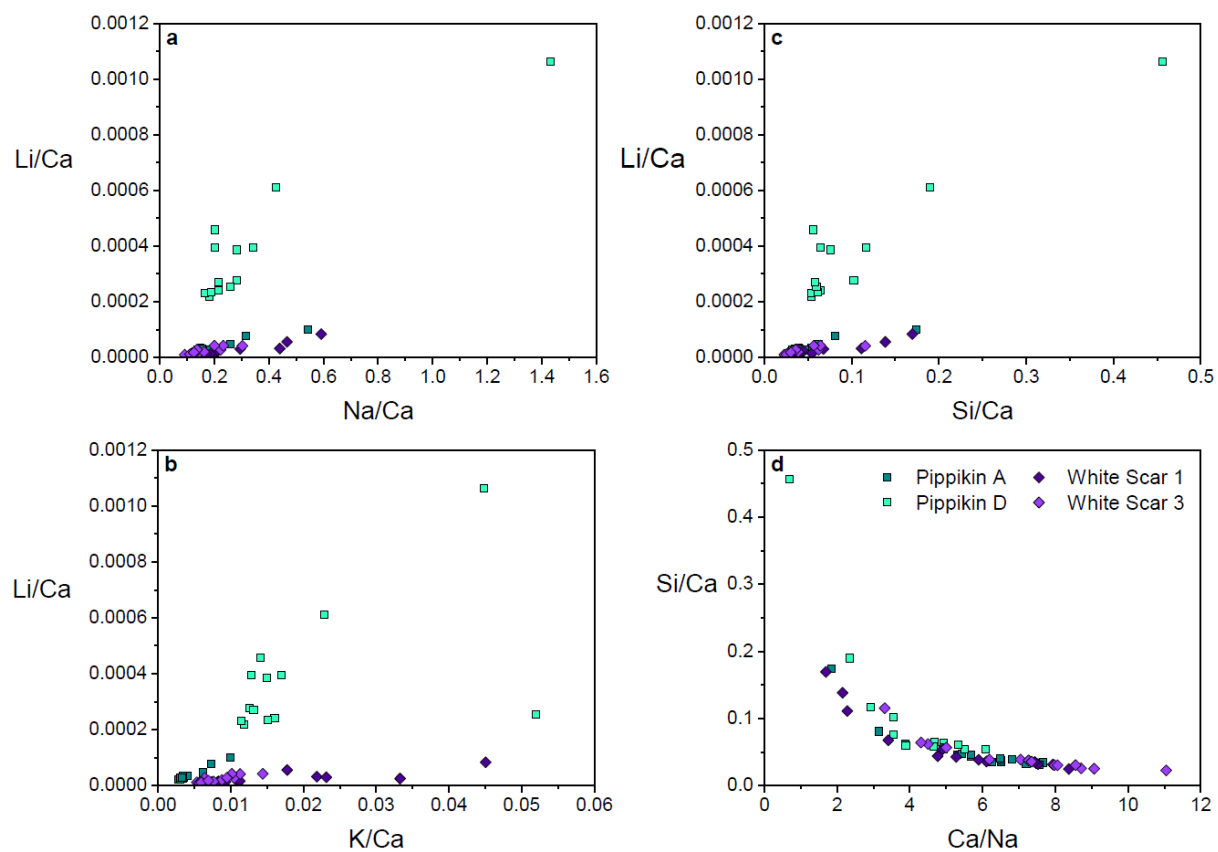 a
0.0012
0.0010
0.0008
0.0006
0.0004
0.0002
0.0000
Li/Ca
0.0 0.2 0.4 0.6 0.8 1.0 1.2 1.4 1.6
Na/Ca
c
0.0012
0.0010
0.0008
0.0006
0.0004
0.0002
0.0000
Li/Ca
0.0 0.1 0.2 0.3 0.4 0.5
Si/Ca
b
0.0012
0.0010
0.0008
0.0006
0.0004
0.0002
0.0000
Li/Ca
0.00 0.01 0.02 0.03 0.04 0.05 0.06
K/Ca
d
Pippikin A White Scar 1
Pippikin D White Scar 3
0.5
0.4
0.3
0.2
0.1
0.0
Si/Ca
0 2 4 6 8 10 12
Ca/Na